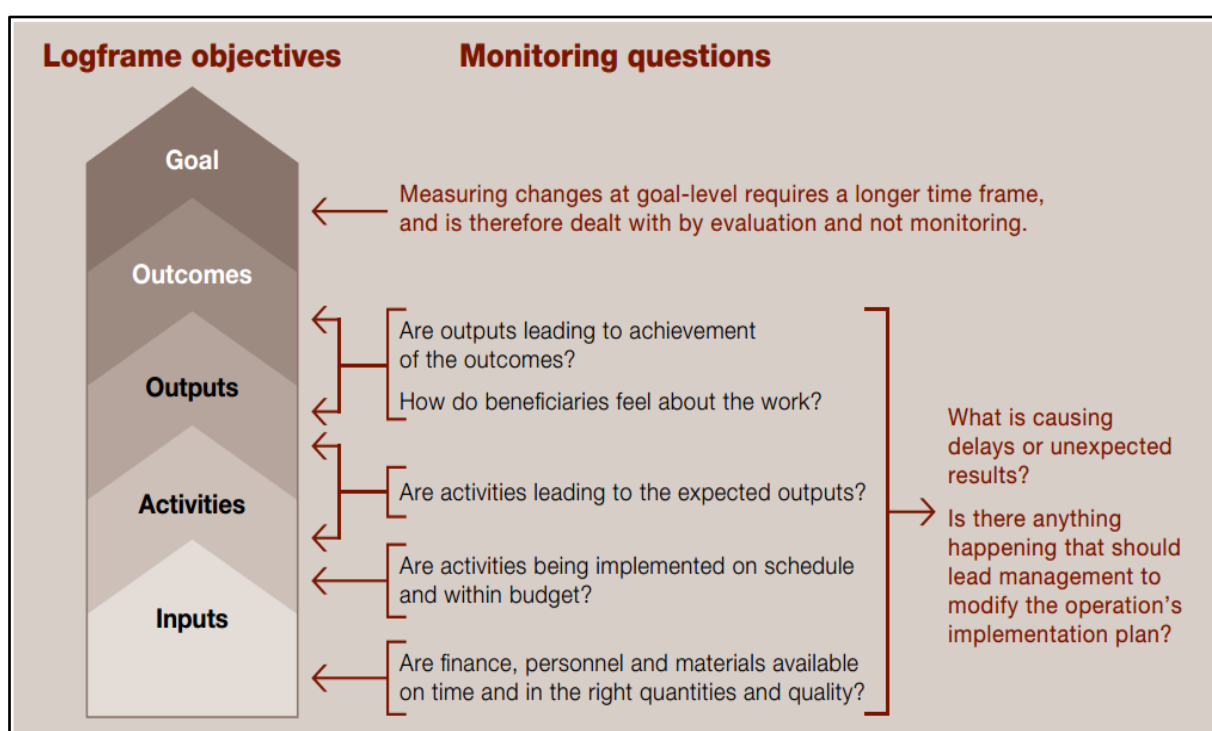 Logframe objectives
Monitoring questions
Goal
Measuring changes at goal-level requires a longer time frame,
and is therefore dealt with by evaluation and not monitoring.
Outcomes
Are outputs leading to achievement
of the outcomes?
How do beneficiaries feel about the work?
Outputs
Are activities leading to the expected outputs?
Activities
Are activities being implemented on schedule
and within budget?
Inputs
Are finance, personnel and materials available
on time and in the right quantities and quality?
What is causing
delays or unexpected
results?
Is there anything
happening that should
lead management to
modify the operation’s
implementation plan?